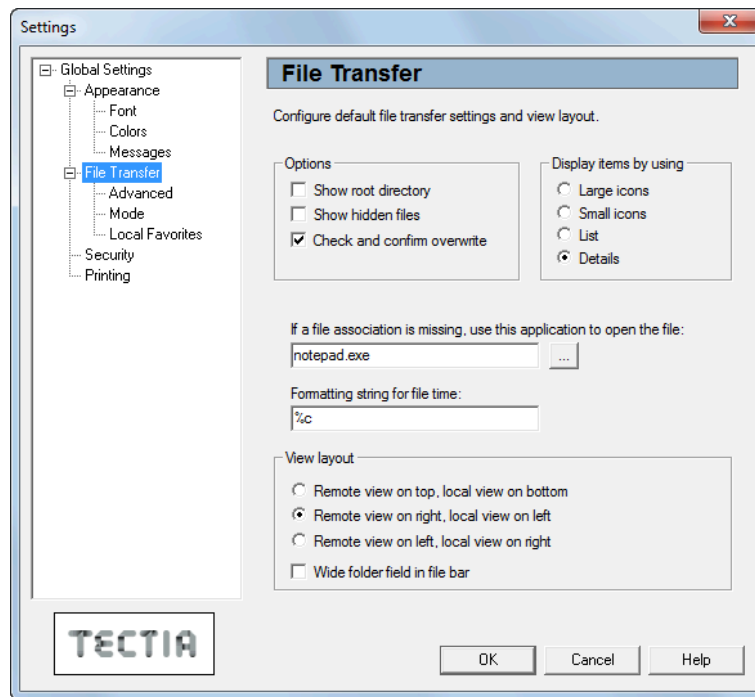 Settings
Global Settings
Appearance
Font
Colors
Messages
File Transfer
Advanced
Mode
Local Favorites
Security
Printing
TECTIA
File Transfer
Configure default file transfer settings and view layout.
Options
Show root directory
Show hidden files
Check and confirm overwrite
Display items by using
Large icons
Small icons
List
Details
If a file association is missing, use this application to open the file:
notepad.exe
...
Formatting string for file time:
%c
View layout
Remote view on top, local view on bottom
Remote view on right, local view on left
Remote view on left, local view on right
Wide folder field in file bar
OK Cancel Help